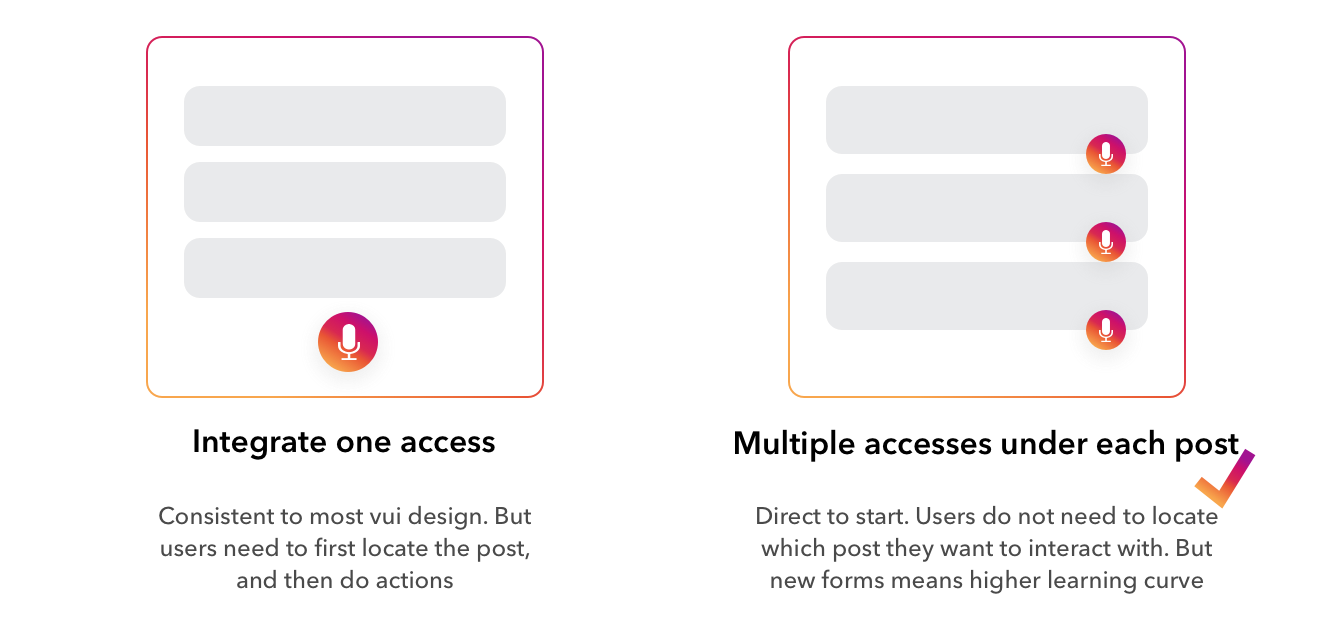 Integrate one access
Consistent to most vui design. But
users need to first locate the post,
and then do actions
Multiple accesses under each post
Direct to start. Users do not need to locate
which post they want to interact with. But
new forms means higher learning curve